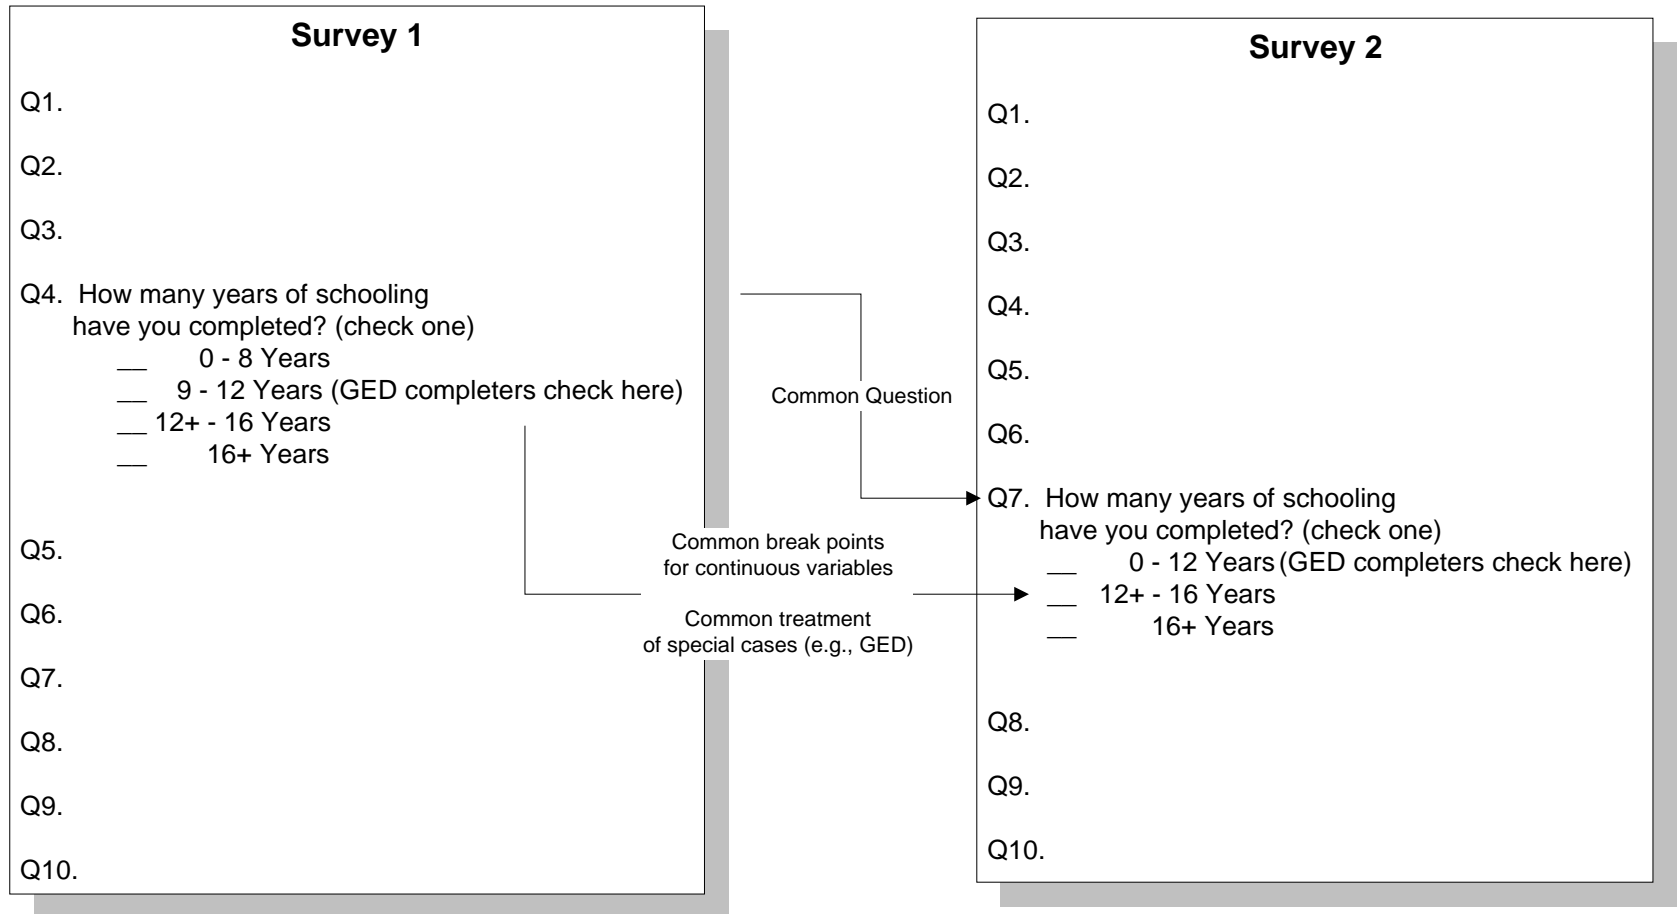 Survey 1
Q1.
Q2.
Q3.
Q4. How many years of schooling
have you completed? (check one)
__ 0 - 8 Years
__ 9 - 12 Years (GED completers check here)
__ 12+ - 16 Years
__ 16+ Years
Q5.
Q6.
Q7.
Q8.
Q9.
Q10.
Common Question
Common break points
for continuous variables
Common treatment
of special cases (e.g., GED)
Survey 2
Q1.
Q2.
Q3.
Q4.
Q5.
Q6.
Q7. How many years of schooling
have you completed? (check one)
__ 0 - 12 Years (GED completers check here)
__ 12+ - 16 Years
__ 16+ Years
Q8.
Q9.
Q10.